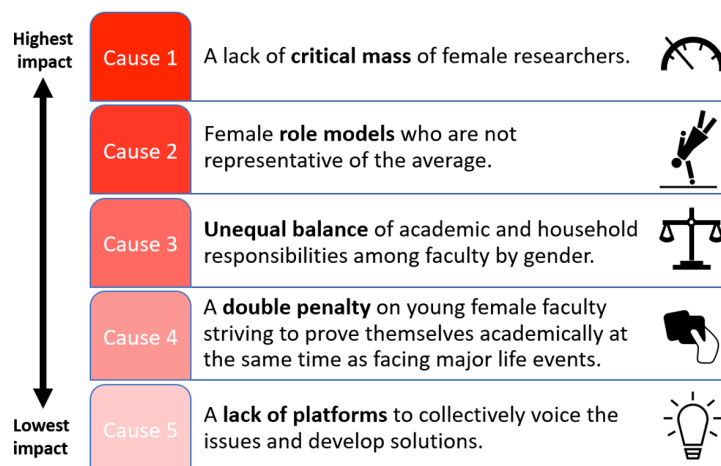 Highest
impact
Cause 1
A lack of critical mass of female researchers.
Cause 2
Female role models who are not
representative of the average.
Cause 3
Unequal balance of academic and household
responsibilities among faculty by gender.
Cause 4
A double penalty on young female faculty
striving to prove themselves academically at
the same time as facing major life events.
Lowest
impact
Cause 5
A lack of platforms to collectively voice the
issues and develop solutions.